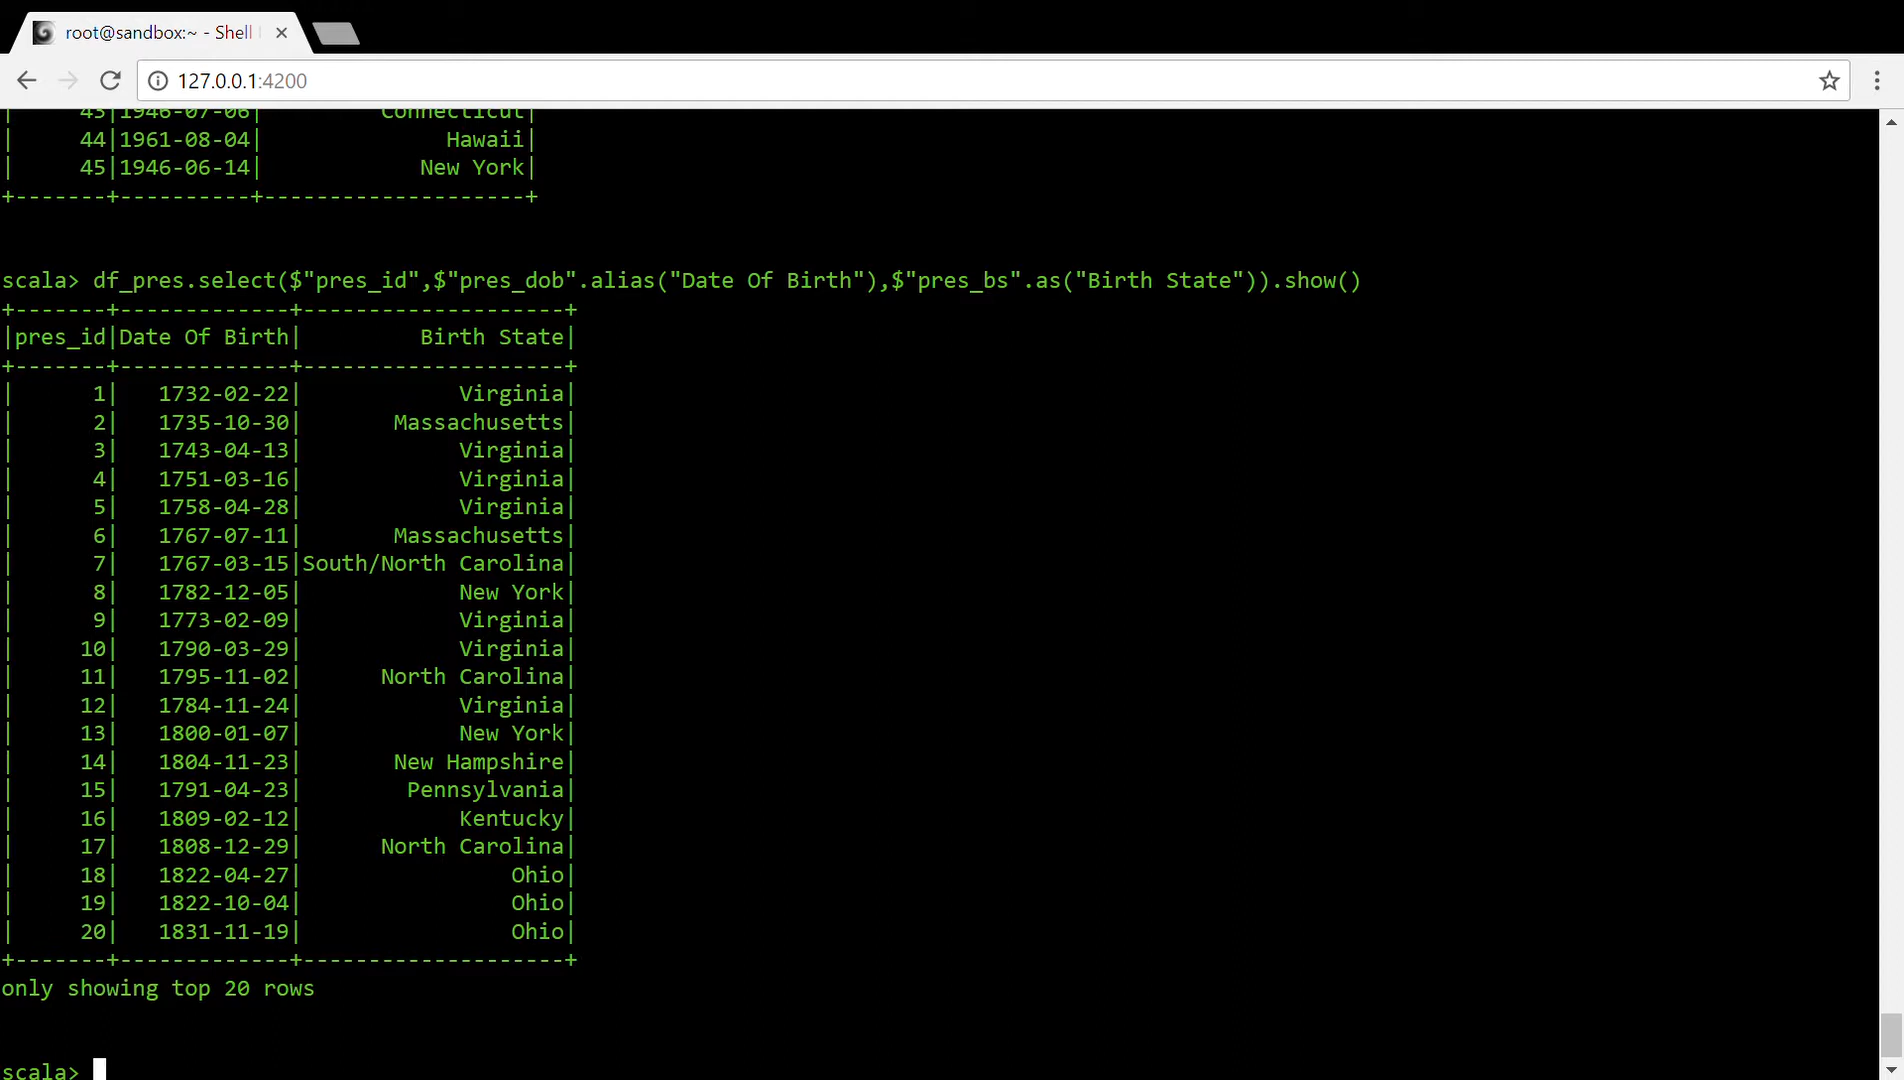 root@sandbox:~ - Shell
127.0.0.1:4200
|     43|1946-07-06|         Connecticut|
|     44|1961-08-04|              Hawaii|
|     45|1946-06-14|            New York|
+-------+----------+--------------------+
scala> df_pres.select($"pres_id",$"pres_dob".alias("Date Of Birth"),$"pres_bs".as("Birth State")).show()
+-------+-------------+--------------------+
|pres_id|Date Of Birth|         Birth State|
+-------+-------------+--------------------+
|      1|   1732-02-22|            Virginia|
|      2|   1735-10-30|       Massachusetts|
|      3|   1743-04-13|            Virginia|
|      4|   1751-03-16|            Virginia|
|      5|   1758-04-28|            Virginia|
|      6|   1767-07-11|       Massachusetts|
|      7|   1767-03-15|South/North Carolina|
|      8|   1782-12-05|            New York|
|      9|   1773-02-09|            Virginia|
|     10|   1790-03-29|            Virginia|
|     11|   1795-11-02|      North Carolina|
|     12|   1784-11-24|            Virginia|
|     13|   1800-01-07|            New York|
|     14|   1804-11-23|       New Hampshire|
|     15|   1791-04-23|        Pennsylvania|
|     16|   1809-02-12|            Kentucky|
|     17|   1808-12-29|      North Carolina|
|     18|   1822-04-27|                Ohio|
|     19|   1822-10-04|                Ohio|
|     20|   1831-11-19|                Ohio|
+-------+-------------+--------------------+
only showing top 20 rows
scala>